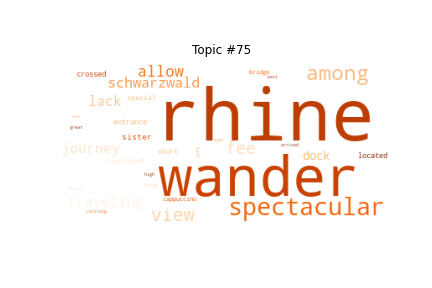 Topic #75
crossed
allow
bridge
among
schwarzwald
rhine
lack
special
entrance
sister
journey
short
fee
dock
located
continued
wander
high
traveling
cappuccino
view
spectacular
visiting
great
arrived